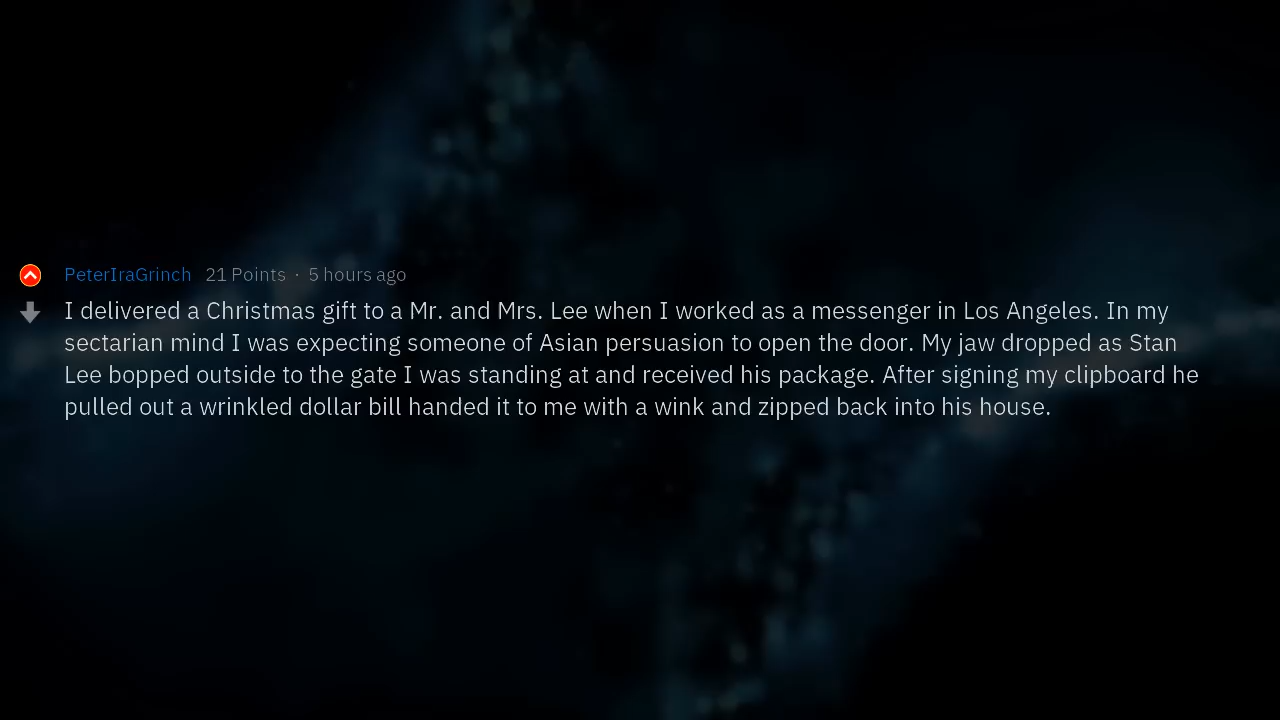 PeterIraGrinch 21 Points · 5 hours ago
I delivered a Christmas gift to a Mr. and Mrs. Lee when I worked as a messenger in Los Angeles. In my
sectarian mind I was expecting someone of Asian persuasion to open the door. My jaw dropped as Stan
Lee bopped outside to the gate I was standing at and received his package. After signing my clipboard he
pulled out a wrinkled dollar bill handed it to me with a wink and zipped back into his house.